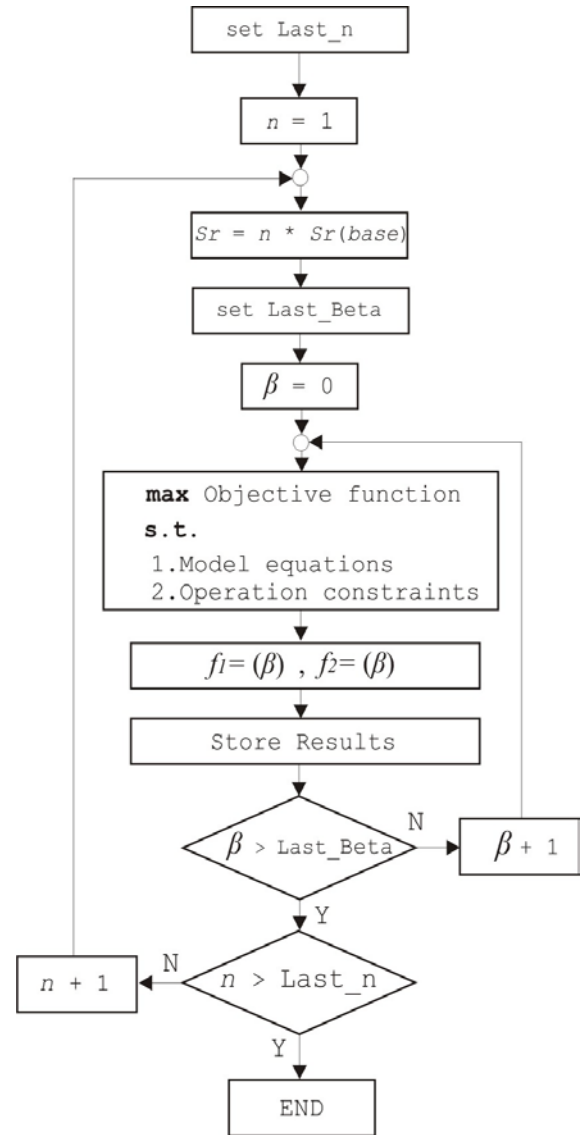 set Last_n
n = 1
Sr = n * Sr(base)
set Last_Beta
β = 0
max Objective function
s.t.
1.Model equations
2.Operation constraints
f1=(β) , f2=(β)
Store Results
β > Last_Beta
N
β + 1
Y
n > Last_n
N
n + 1
Y
END